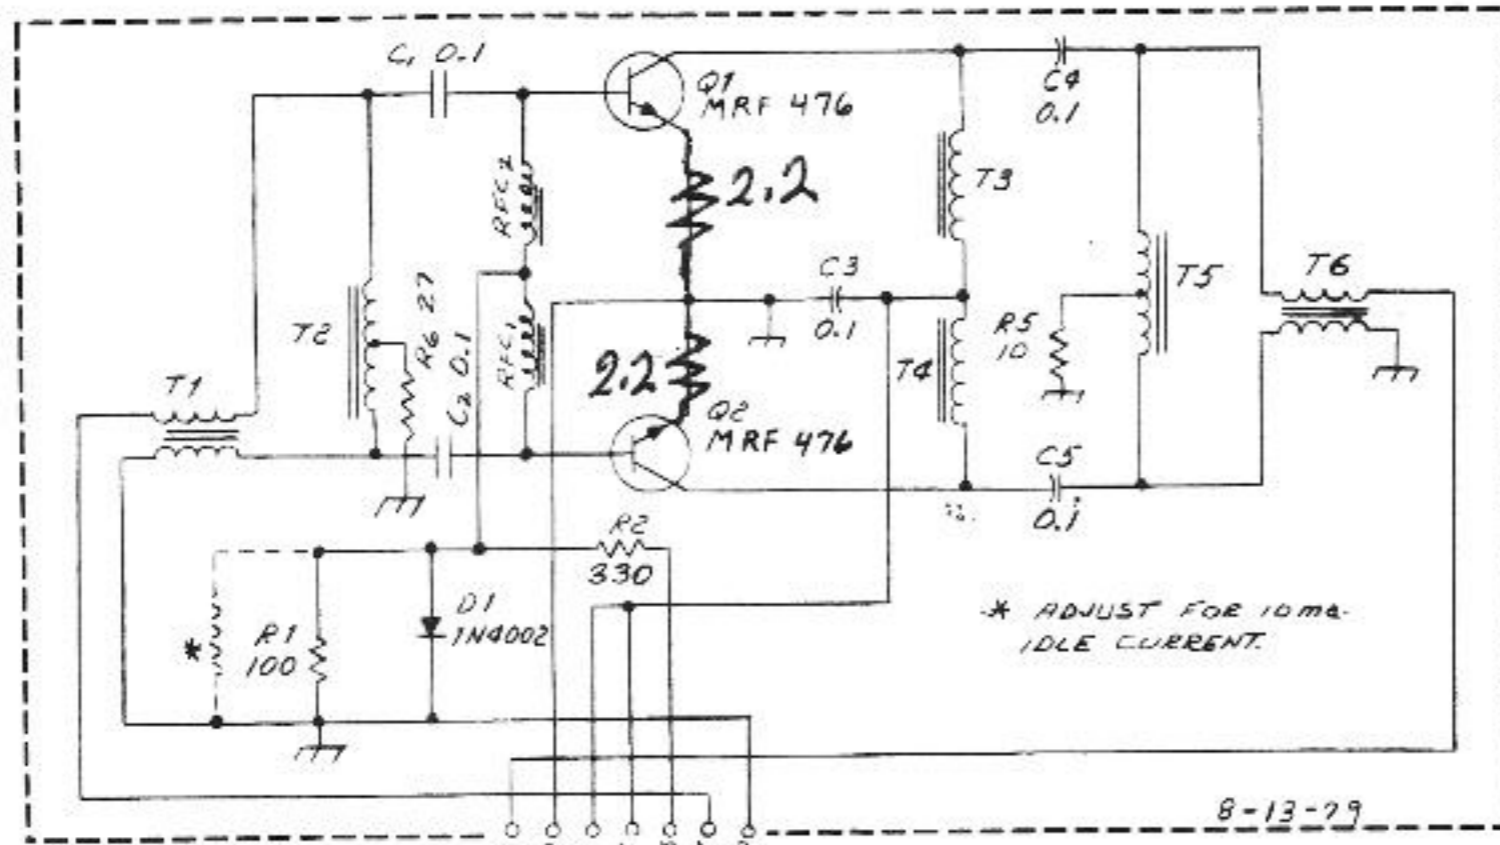 C1 0.1
Q1
MRF 476
C4
0.1
RFC2
2.2
T3
C3
0.1
T5
T6
R5
10
T2
R6 27
C2 0.1
RFC1
2.2
T4
Q2
MRF 476
T1
C5
0.1
R2
330
D1
1N4002
* ADJUST FOR 10ma
IDLE CURRENT.
*
R1
100
8-13-79